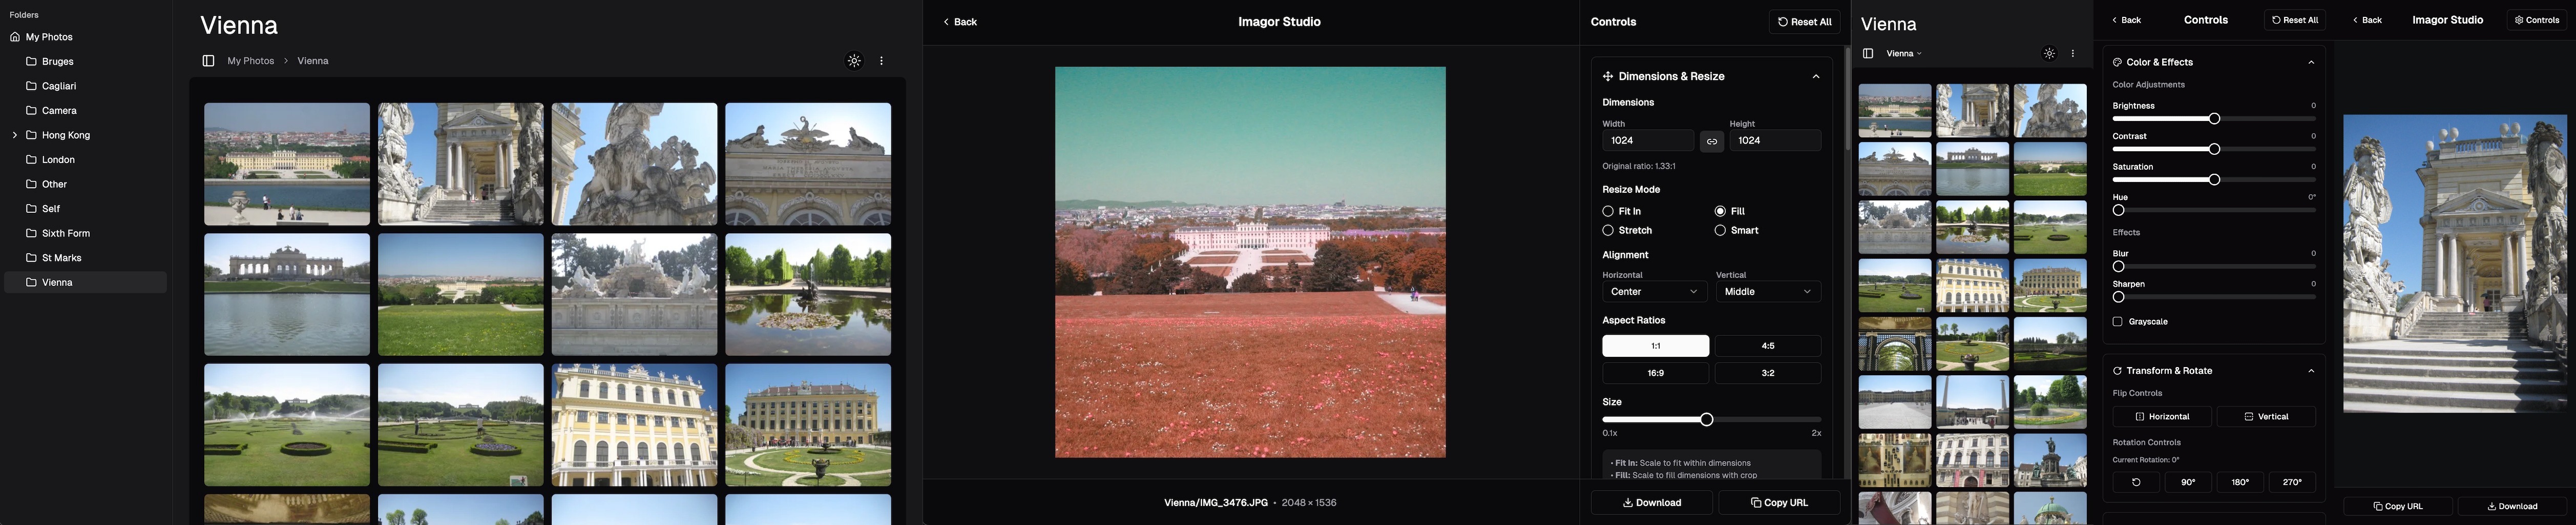 Folders
My Photos
Bruges
Cagliari
Camera
Hong Kong
London
Other
Self
Sixth Form
St Marks
Vienna
Vienna
My Photos > Vienna
Back
Imagor Studio
Vienna/IMG_3476.JPG • 2048 × 1536
Controls
Reset All
Dimensions & Resize
Dimensions
Width Height
1024 1024
Original ratio: 1.33:1
Resize Mode
Fit In Fill
Stretch Smart
Alignment
Horizontal Vertical
Center Middle
Aspect Ratios
1:1 4:5
16:9 3:2
Size
0.1x 2x
• Fit In: Scale to fit within dimensions
• Fill: Scale to fill dimensions with crop
Download Copy URL
Vienna
Vienna
Back Controls Reset All
Color & Effects
Color Adjustments
Brightness 0
Contrast 0
Saturation 0
Hue 0°
Effects
Blur 0
Sharpen 0
Grayscale
Transform & Rotate
Flip Controls
Horizontal Vertical
Rotation Controls
Current Rotation: 0°
90° 180° 270°
Back Imagor Studio Controls
Copy URL Download